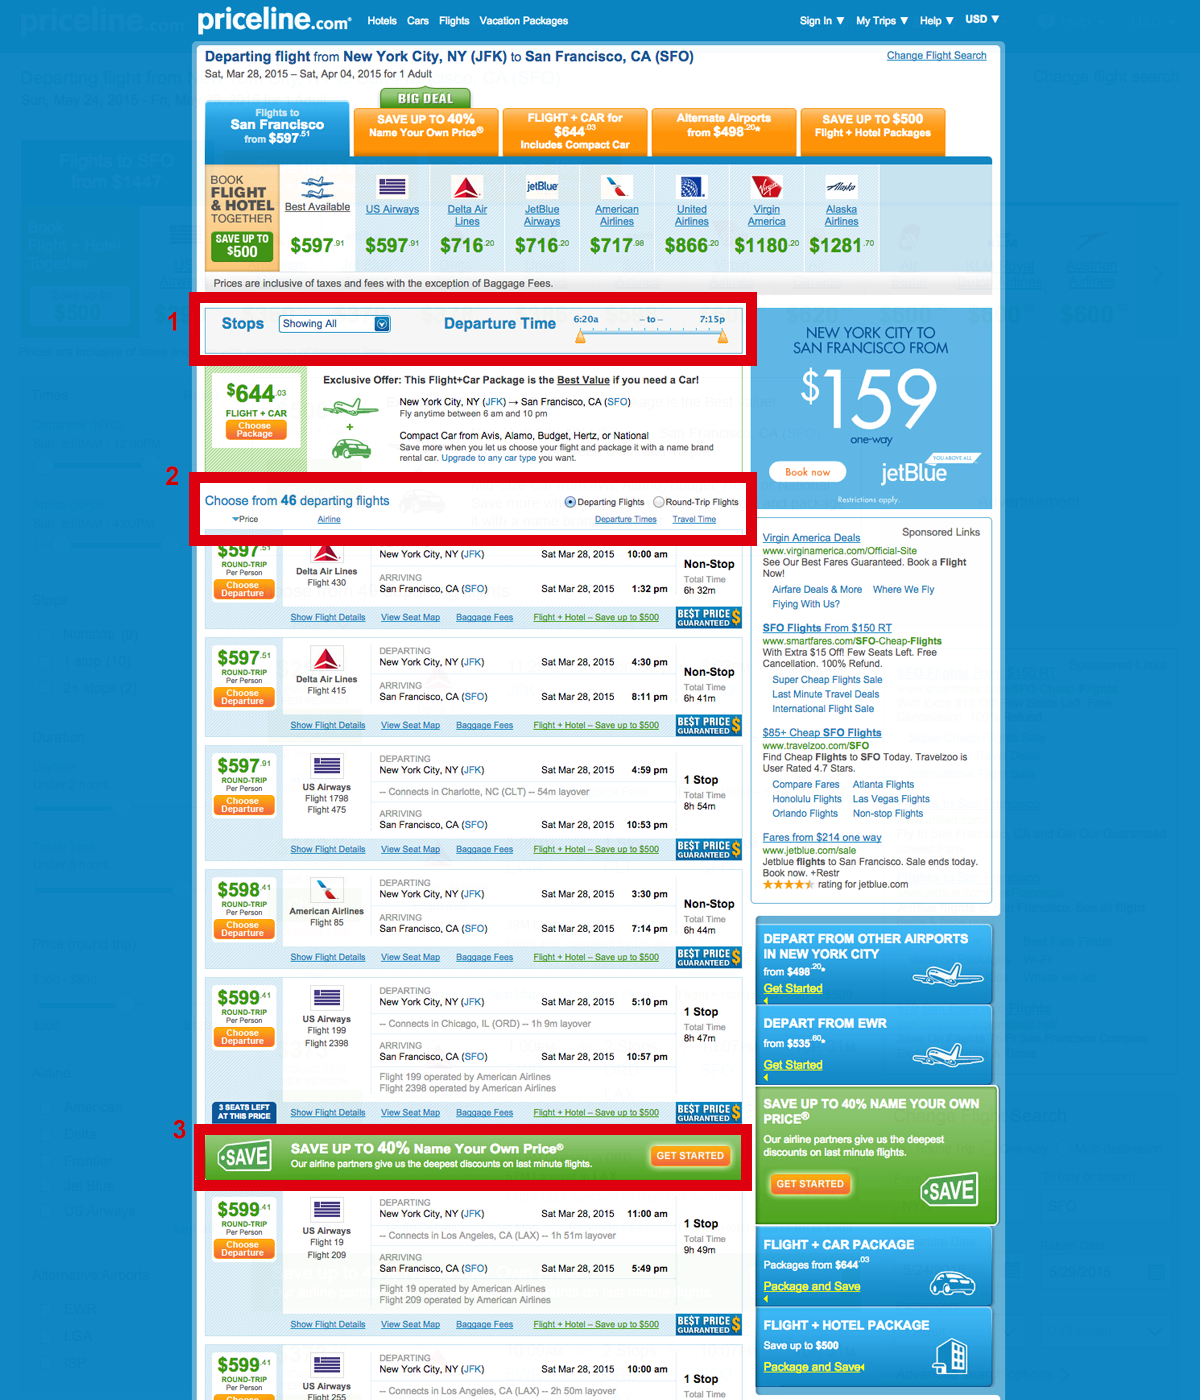 priceline.com®
Hotels Cars Flights Vacation Packages
Sign In ▼ My Trips ▼ Help ▼ USD ▼
Departing flight from New York City, NY (JFK) to San Francisco, CA (SFO)
Change Flight Search
Sat, Mar 28, 2015 – Sat, Apr 04, 2015 for 1 Adult
BIG DEAL
Flights to
San Francisco
from $597.51
SAVE UP TO 40%
Name Your Own Price®
FLIGHT + CAR for
$644.03
Includes Compact Car
Alternate Airports
from $498.20*
SAVE UP TO $500
Flight + Hotel Packages
BOOK
FLIGHT
& HOTEL
TOGETHER
SAVE UP TO
$500
Best Available
$597.91
US Airways
$597.91
Delta Air
Lines
$716.20
jetBlue
JetBlue
Airways
$716.20
American
Airlines
$717.98
United
Airlines
$866.20
Virgin
America
$1180.20
Alaska
Alaska
Airlines
$1281.70
Prices are inclusive of taxes and fees with the exception of Baggage Fees.
1
Stops Showing All
Departure Time 6:20a – to – 7:15p
$644.03
FLIGHT + CAR
Choose
Package
Exclusive Offer: This Flight+Car Package is the Best Value if you need a Car!
New York City, NY (JFK) → San Francisco, CA (SFO)
Fly anytime between 6 am and 10 pm
+
Compact Car from Avis, Alamo, Budget, Hertz, or National
Save more when you let us choose your flight and package it with a name brand
rental car. Upgrade to any car type you want.
2
Choose from 46 departing flights
Departing Flights Round-Trip Flights
Price Airline Departure Times Travel Time
$597.51
ROUND-TRIP
Per Person
Choose
Departure
Delta Air Lines
Flight 430
New York City, NY (JFK) Sat Mar 28, 2015 10:00 am
ARRIVING
San Francisco, CA (SFO) Sat Mar 28, 2015 1:32 pm
Non-Stop
Total Time
6h 32m
Show Flight Details View Seat Map Baggage Fees Flight + Hotel – Save up to $500
BEST PRICE
GUARANTEED $
$597.51
ROUND-TRIP
Per Person
Choose
Departure
Delta Air Lines
Flight 415
DEPARTING
New York City, NY (JFK) Sat Mar 28, 2015 4:30 pm
ARRIVING
San Francisco, CA (SFO) Sat Mar 28, 2015 8:11 pm
Non-Stop
Total Time
6h 41m
Show Flight Details View Seat Map Baggage Fees Flight + Hotel – Save up to $500
BEST PRICE
GUARANTEED $
$597.91
ROUND-TRIP
Per Person
Choose
Departure
US Airways
Flight 1798
Flight 475
DEPARTING
New York City, NY (JFK) Sat Mar 28, 2015 4:59 pm
-- Connects in Charlotte, NC (CLT) -- 54m layover
ARRIVING
San Francisco, CA (SFO) Sat Mar 28, 2015 10:53 pm
1 Stop
Total Time
8h 54m
Show Flight Details View Seat Map Baggage Fees Flight + Hotel – Save up to $500
BEST PRICE
GUARANTEED $
$598.41
ROUND-TRIP
Per Person
Choose
Departure
American Airlines
Flight 85
DEPARTING
New York City, NY (JFK) Sat Mar 28, 2015 3:30 pm
ARRIVING
San Francisco, CA (SFO) Sat Mar 28, 2015 7:14 pm
Non-Stop
Total Time
6h 44m
Show Flight Details View Seat Map Baggage Fees Flight + Hotel – Save up to $500
BEST PRICE
GUARANTEED $
$599.41
ROUND-TRIP
Per Person
Choose
Departure
US Airways
Flight 199
Flight 2398
DEPARTING
New York City, NY (JFK) Sat Mar 28, 2015 5:10 pm
-- Connects in Chicago, IL (ORD) -- 1h 9m layover
ARRIVING
San Francisco, CA (SFO) Sat Mar 28, 2015 10:57 pm
Flight 199 operated by American Airlines
Flight 2398 operated by American Airlines
1 Stop
Total Time
8h 47m
3 SEATS LEFT
AT THIS PRICE
Show Flight Details View Seat Map Baggage Fees Flight + Hotel – Save up to $500
BEST PRICE
GUARANTEED $
3
SAVE
SAVE UP TO 40% Name Your Own Price®
Our airline partners give us the deepest discounts on last minute flights.
GET STARTED
$599.41
ROUND-TRIP
Per Person
Choose
Departure
US Airways
Flight 19
Flight 209
DEPARTING
New York City, NY (JFK) Sat Mar 28, 2015 11:00 am
-- Connects in Los Angeles, CA (LAX) -- 1h 51m layover
ARRIVING
San Francisco, CA (SFO) Sat Mar 28, 2015 5:49 pm
Flight 19 operated by American Airlines
Flight 209 operated by American Airlines
1 Stop
Total Time
9h 49m
Show Flight Details View Seat Map Baggage Fees Flight + Hotel – Save up to $500
BEST PRICE
GUARANTEED $
$599.41
ROUND-TRIP
Per Person
Choose
US Airways
Flight 255
DEPARTING
New York City, NY (JFK) Sat Mar 28, 2015 10:00 am
-- Connects in Los Angeles, CA (LAX) -- 2h 50m layover
1 Stop
Total Time
NEW YORK CITY TO
SAN FRANCISCO FROM
$159
one-way
Book now
YOU ABOVE ALL
jetBlue
Restrictions apply.
Sponsored Links
Virgin America Deals
www.virginamerica.com/Official-Site
See Our Best Fares Guaranteed. Book a Flight
Now!
Airfare Deals & More Where We Fly
Flying With Us?
SFO Flights From $150 RT
www.smartfares.com/SFO-Cheap-Flights
With Extra $15 Off! Few Seats Left. Free
Cancellation. 100% Refund.
Super Cheap Flights Sale
Last Minute Travel Deals
International Flight Sale
$85+ Cheap SFO Flights
www.travelzoo.com/SFO
Find Cheap Flights to SFO Today. Travelzoo is
User Rated 4.7 Stars.
Compare Fares Atlanta Flights
Honolulu Flights Las Vegas Flights
Orlando Flights Non-stop Flights
Fares from $214 one way
www.jetblue.com/sale
Jetblue flights to San Francisco. Sale ends today.
Book now. +Restr
rating for jetblue.com
DEPART FROM OTHER AIRPORTS
IN NEW YORK CITY
from $498.20*
Get Started
DEPART FROM EWR
from $535.60*
Get Started
SAVE UP TO 40% NAME YOUR OWN
PRICE®
Our airline partners give us the deepest
discounts on last minute flights.
GET STARTED
SAVE
FLIGHT + CAR PACKAGE
Packages from $644.03
Package and Save
FLIGHT + HOTEL PACKAGE
Save up to $500
Package and Save